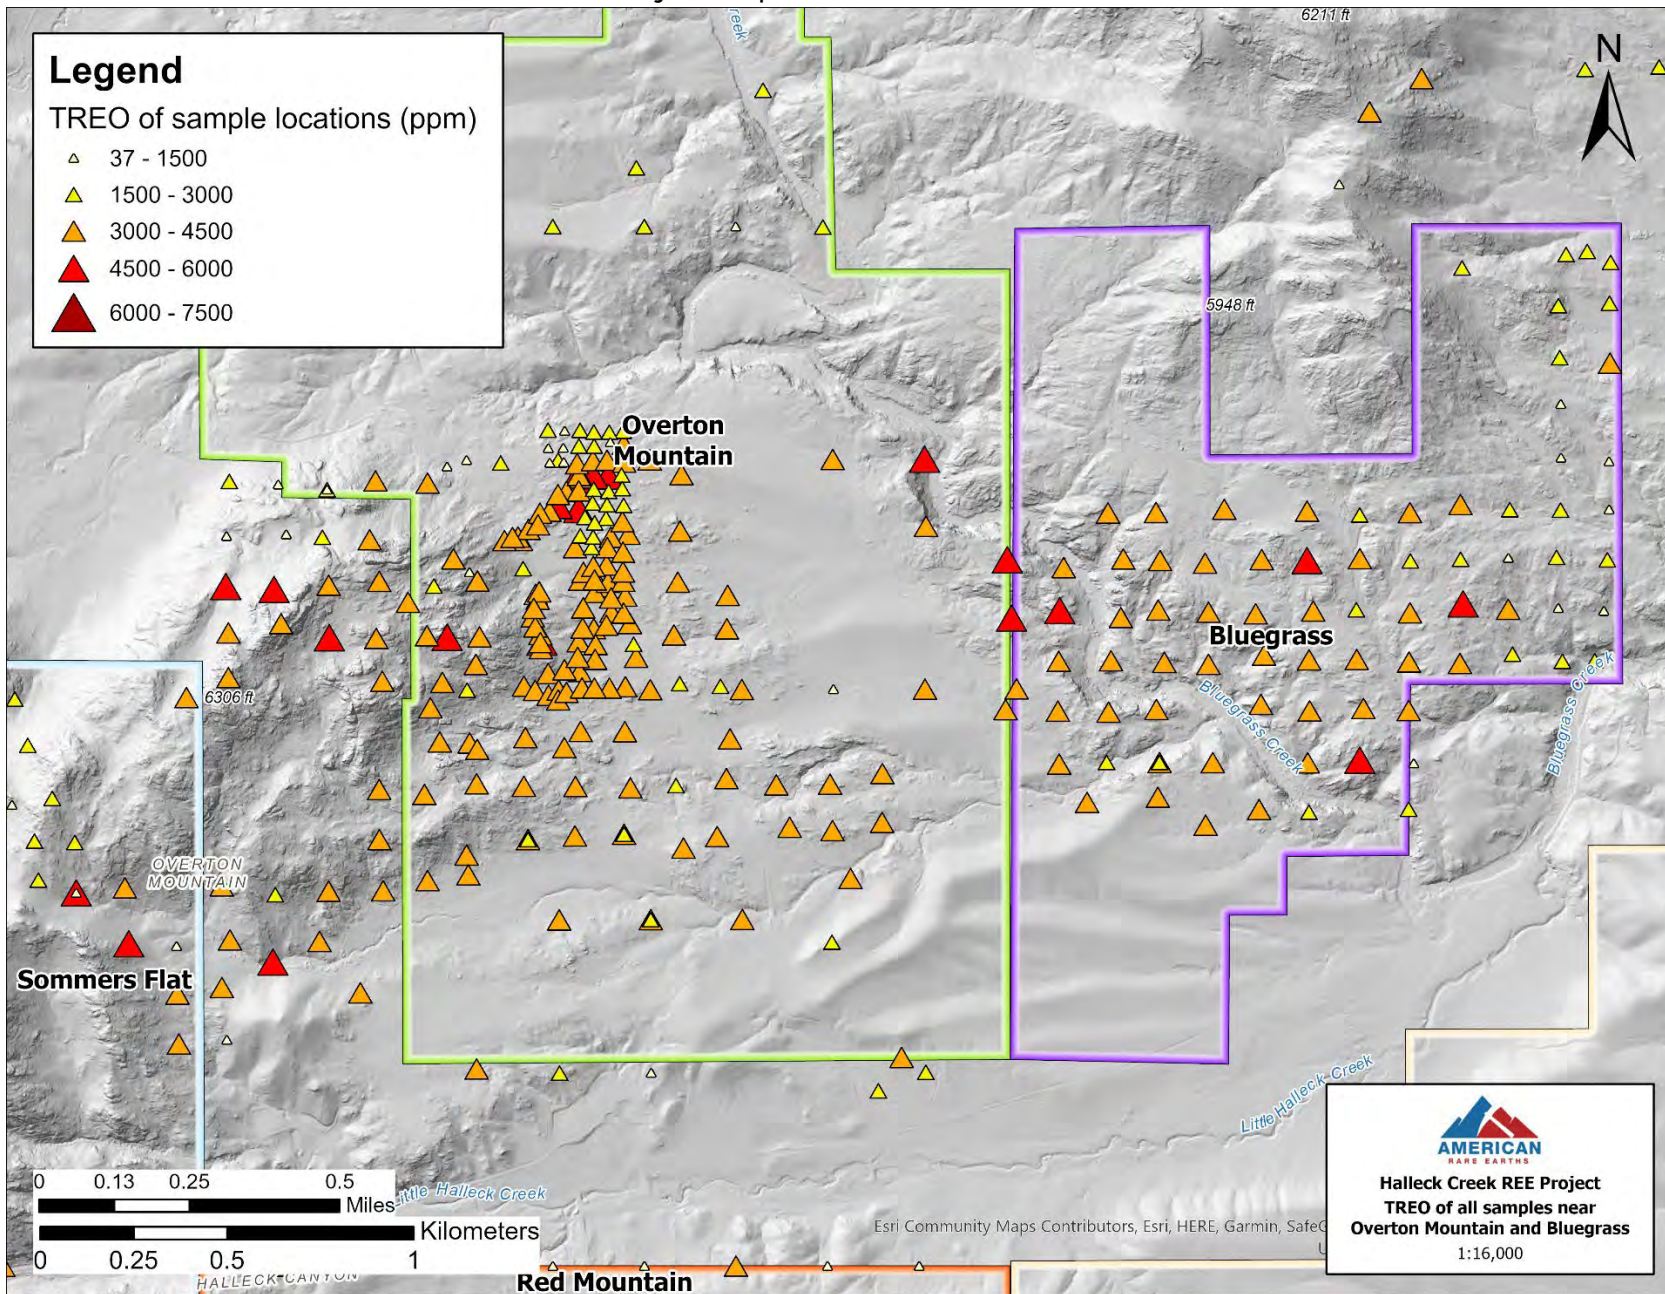 6211 ft
Creek
N
Legend
TREO of sample locations (ppm)
37 - 1500
1500 - 3000
3000 - 4500
4500 - 6000
6000 - 7500
5948 ft
Overton
Mountain
Bluegrass
6306 ft
Bluegrass Creek
Bluegrass Creek
OVERTON
MOUNTAIN
Sommers Flat
Little Halleck Creek
AMERICAN
RARE EARTHS
Halleck Creek REE Project
TREO of all samples near
Overton Mountain and Bluegrass
1:16,000
0 0.13 0.25 0.5
Miles
Little Halleck Creek
Kilometers
0 0.25 0.5 1
Esri Community Maps Contributors, Esri, HERE, Garmin,
HALLECK CANYON
Red Mountain